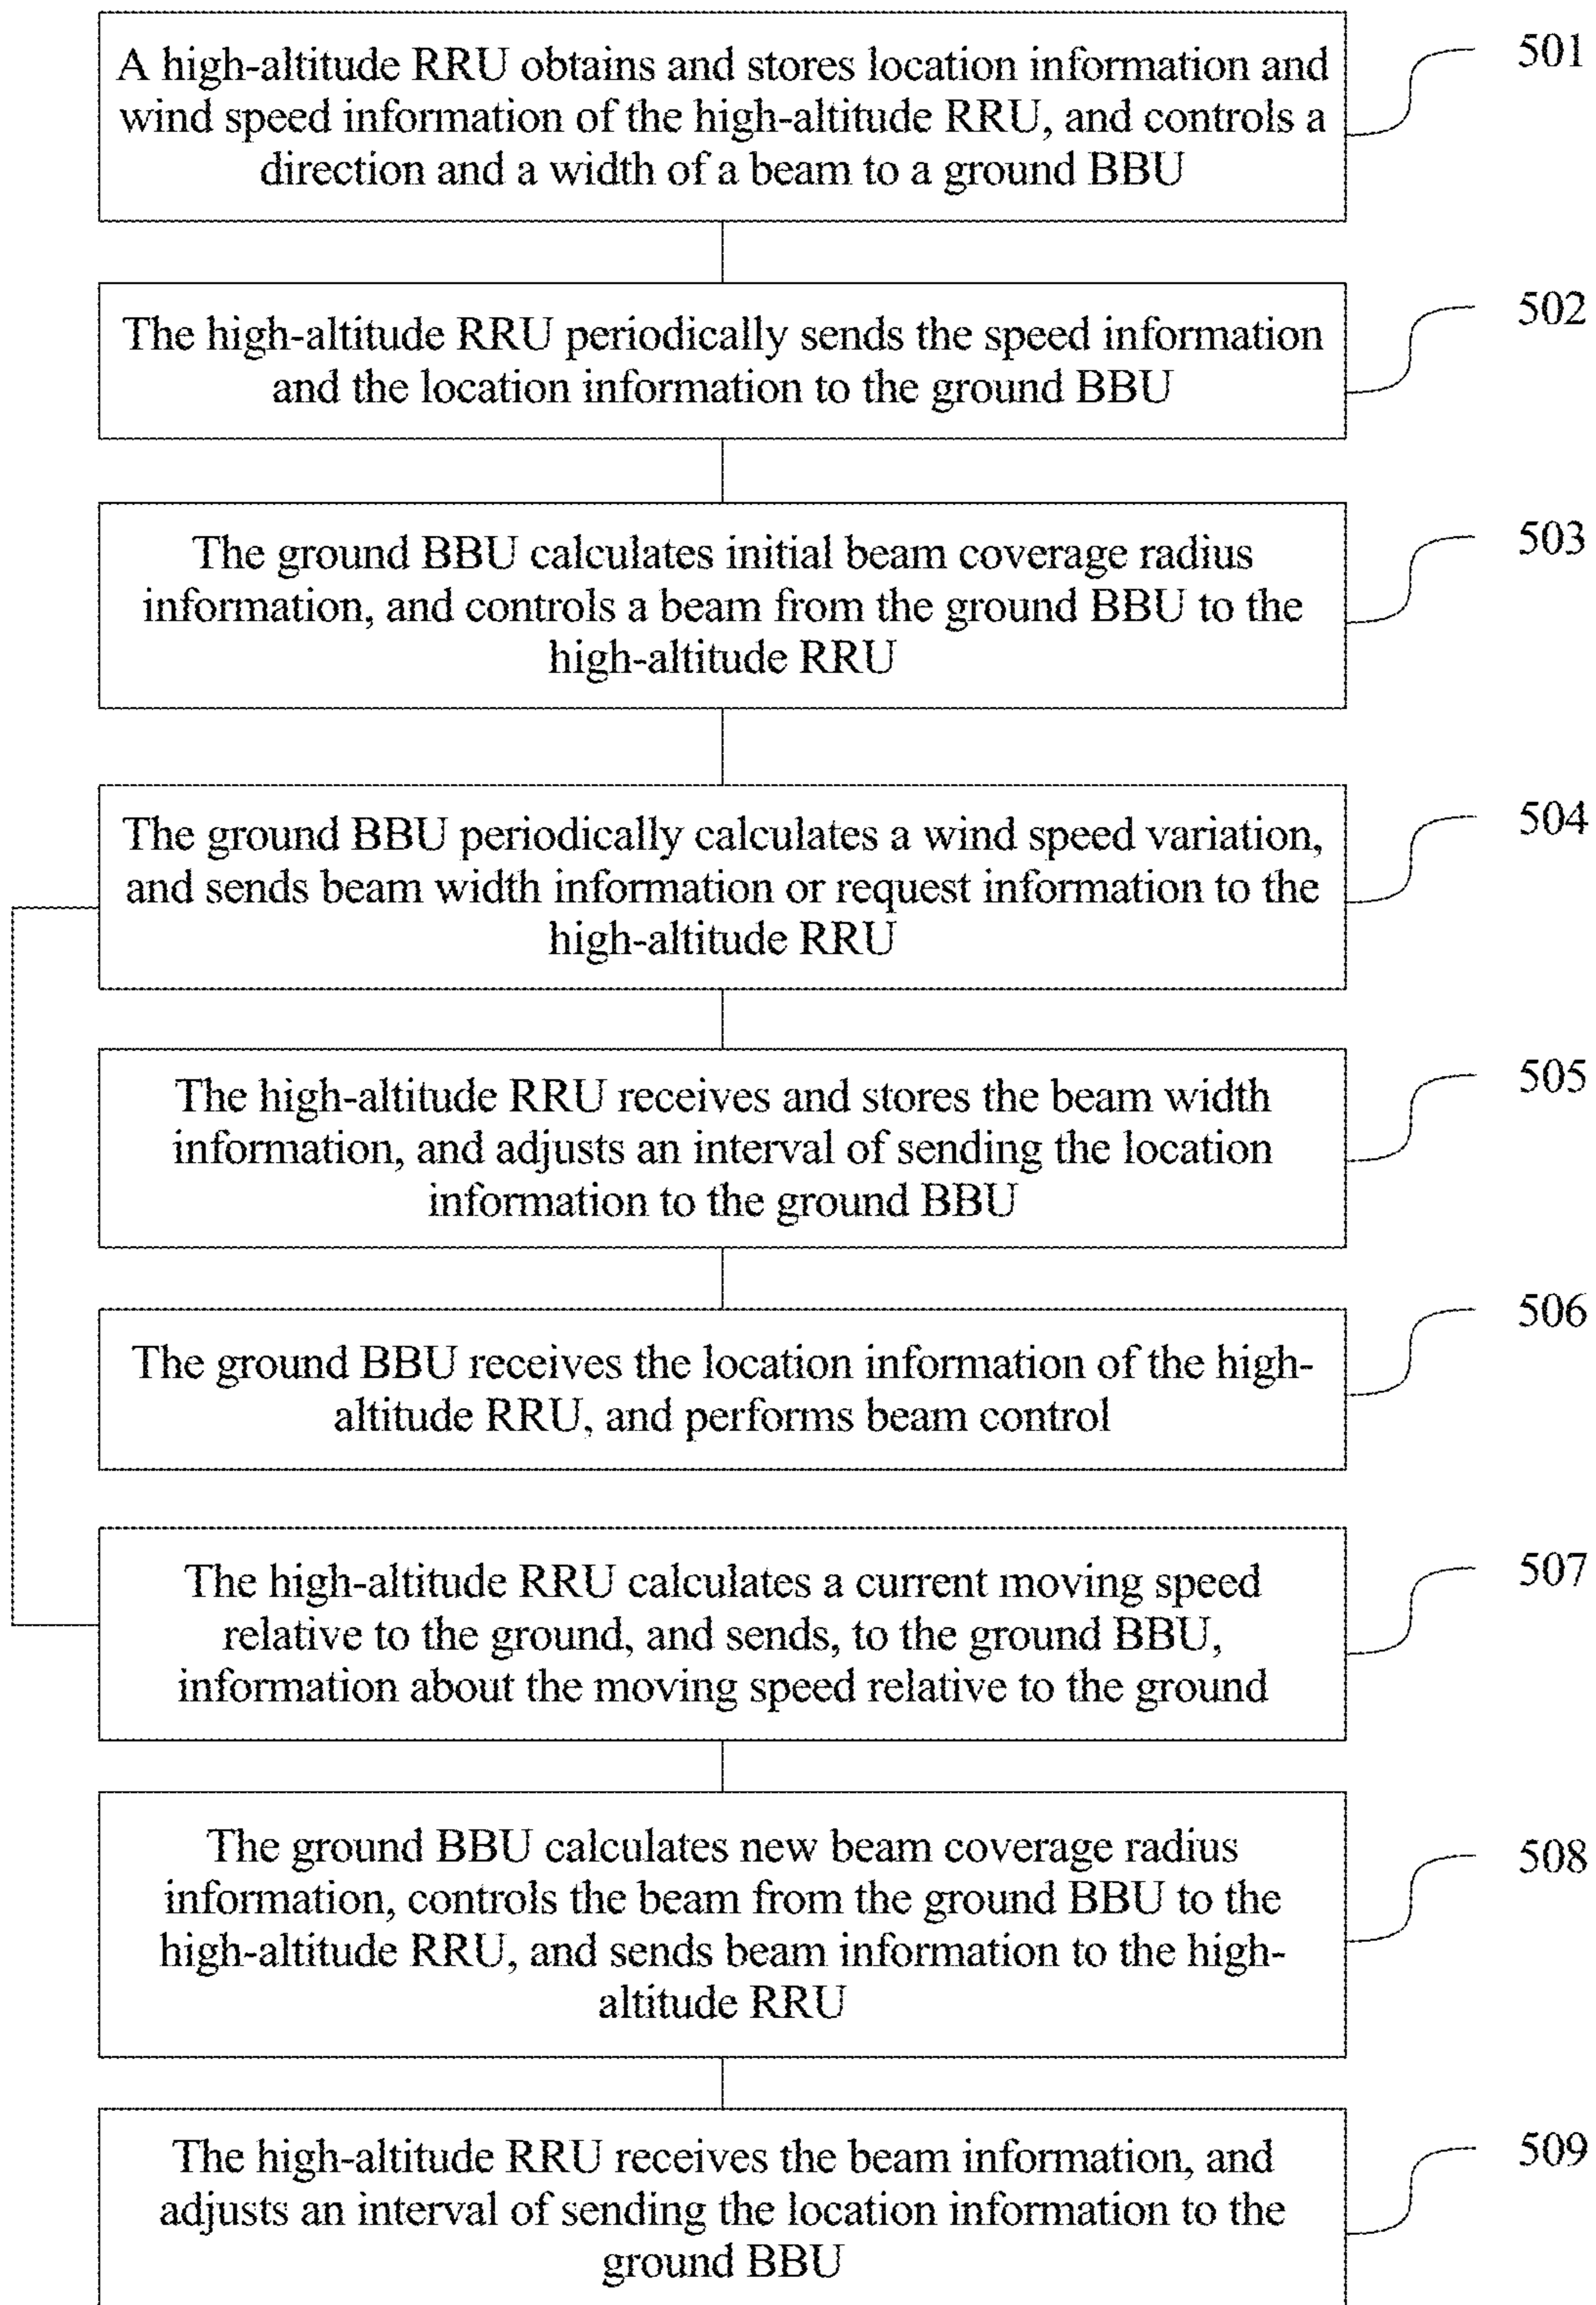 A high-altitude RRU obtains and stores location information and
wind speed information of the high-altitude RRU, and controls a
direction and a width of a beam to a ground BBU
501
The high-altitude RRU periodically sends the speed information
and the location information to the ground BBU
502
The ground BBU calculates initial beam coverage radius
information, and controls a beam from the ground BBU to the
high-altitude RRU
503
The ground BBU periodically calculates a wind speed variation,
and sends beam width information or request information to the
high-altitude RRU
504
The high-altitude RRU receives and stores the beam width
information, and adjusts an interval of sending the location
information to the ground BBU
505
The ground BBU receives the location information of the high-
altitude RRU, and performs beam control
506
The high-altitude RRU calculates a current moving speed
relative to the ground, and sends, to the ground BBU,
information about the moving speed relative to the ground
507
The ground BBU calculates new beam coverage radius
information, controls the beam from the ground BBU to the
high-altitude RRU, and sends beam information to the high-
altitude RRU
508
The high-altitude RRU receives the beam information, and
adjusts an interval of sending the location information to the
ground BBU
509